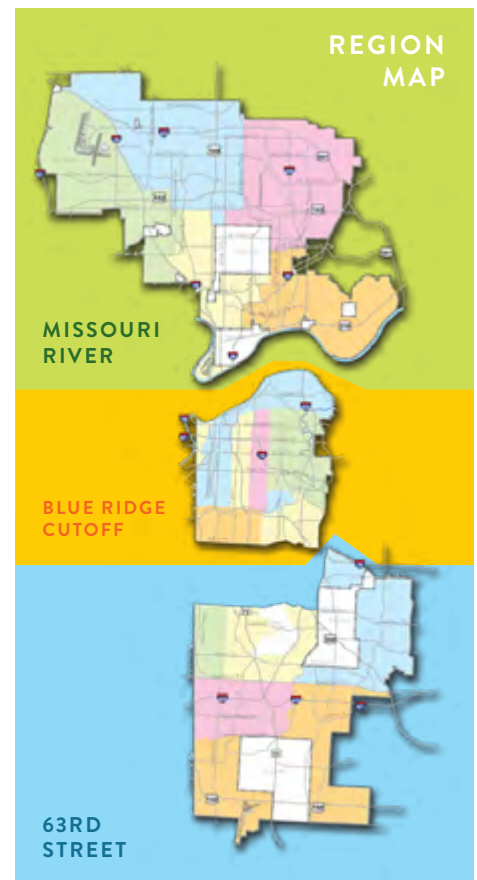 REGION
MAP
MISSOURI
RIVER
BLUE RIDGE
CUTOFF
63RD
STREET